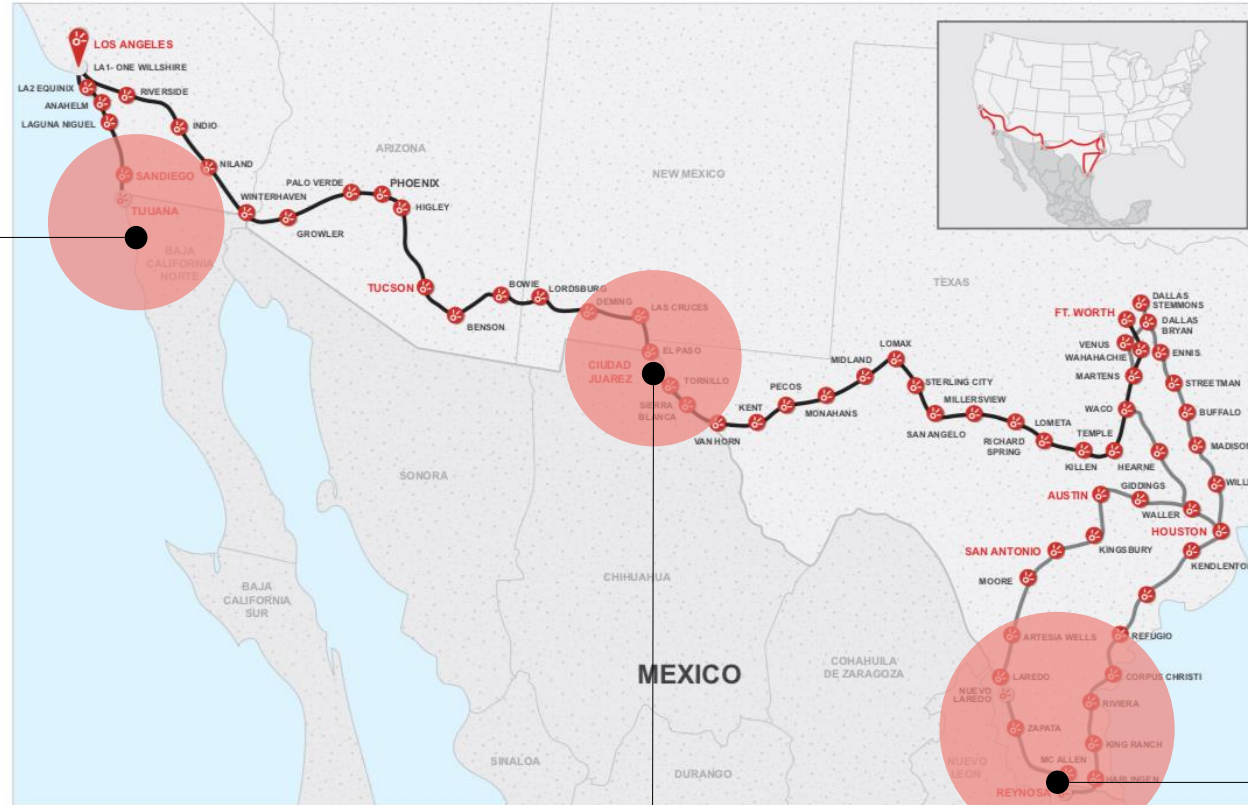 LOS ANGELES
LA1- ONE WILLSHIRE
LA2 EQUINIX
RIVERSIDE
ANAHELM
LAGUNA NIGUEL
INDIO
NILAND
SANDIEGO
TIJUANA
BAJA
CALIFORNIA
NORTE
WINTERHAVEN
GROWLER
ARIZONA
PALO VERDE
PHOENIX
HIGLEY
TUCSON
BENSON
BOWIE
LORDSBURG
NEW MEXICO
DEMING
LAS CRUCES
EL PASO
CIUDAD
JUAREZ
TORNILLO
SIERRA
BLANCA
VAN HORN
KENT
PECOS
MONAHANS
MIDLAND
LOMAX
STERLING CITY
SAN ANGELO
MILLERSVIEW
RICHARD
SPRING
LOMETA
KILLEN
TEMPLE
TEXAS
DALLAS
STEMMONS
FT. WORTH
DALLAS
BRYAN
VENUS
WAHAHACHIE
ENNIS
MARTENS
STREETMAN
WACO
BUFFALO
HEARNE
MADISON
GIDDINGS
AUSTIN
WALLER
HOUSTON
KINGSBURY
SAN ANTONIO
KENDLENTON
MOORE
REFUGIO
ARTESIA WELLS
LAREDO
CORPUS CHRISTI
NUEVO
LAREDO
RIVIERA
ZAPATA
KING RANCH
MC ALLEN
HARLINGEN
NUEVO
LEON
REYNOSA
SONORA
CHIHUAHUA
BAJA
CALIFORNIA
SUR
MEXICO
COHAHUILA
DE ZARAGOZA
SINALOA
DURANGO